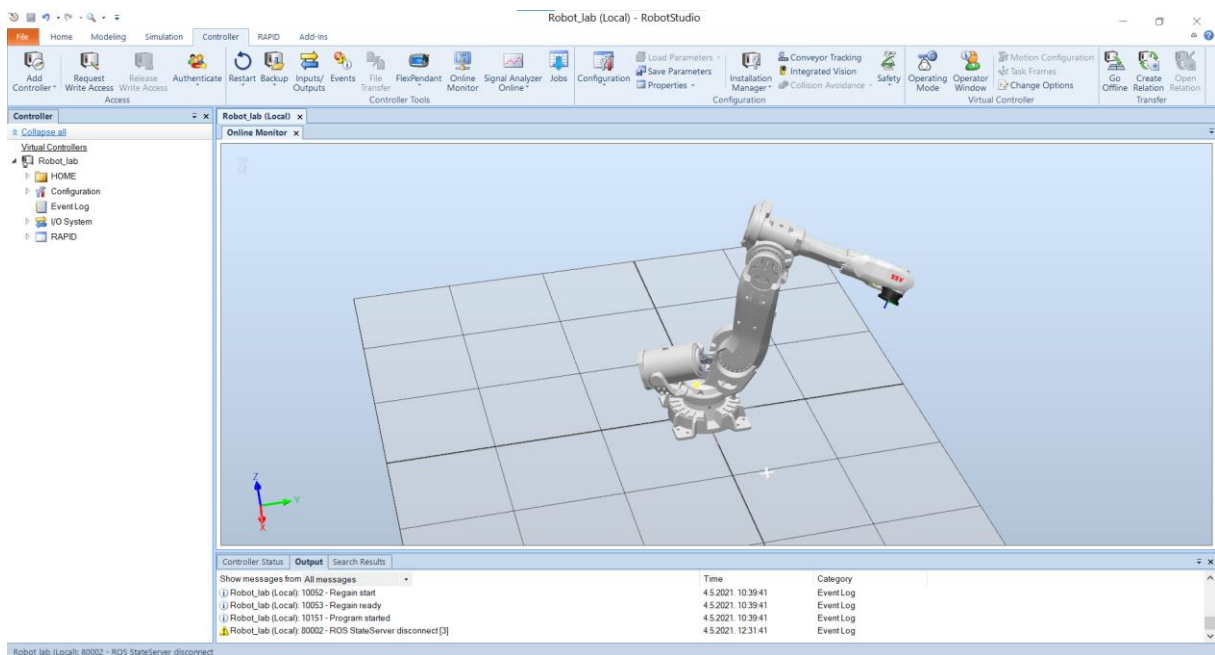 Robot_lab (Local) - RobotStudio
File Home Modeling Simulation Controller RAPID Add-Ins
Add Controller
Request Write Access
Release Write Access
Authenticate
Restart
Backup
Inputs/ Outputs
Events
File Transfer
FlexPendant
Online Monitor
Signal Analyzer Online
Jobs
Configuration
Load Parameters
Save Parameters
Properties
Installation Manager
Conveyor Tracking
Integrated Vision
Collision Avoidance
Safety
Operating Mode
Operator Window
Motion Configuration
Task Frames
Change Options
Go Offline
Create Relation
Open Relation
Access Controller Tools Configuration Virtual Controller Transfer
Controller
Collapse all
Virtual Controllers
Robot_lab
HOME
Configuration
Event Log
I/O System
RAPID
Robot_lab (Local)
Online Monitor
ABB
Z
Y
X
Controller Status Output Search Results
Show messages from All messages Time Category
Robot_lab (Local): 10052 - Regain start 4.5.2021. 10:39:41 Event Log
Robot_lab (Local): 10053 - Regain ready 4.5.2021. 10:39:41 Event Log
Robot_lab (Local): 10151 - Program started 4.5.2021. 10:39:41 Event Log
Robot_lab (Local): 80002 - ROS StateServer disconnect [3] 4.5.2021. 12:31:41 Event Log
Robot_lab (Local): 80002 - ROS StateServer disconnect